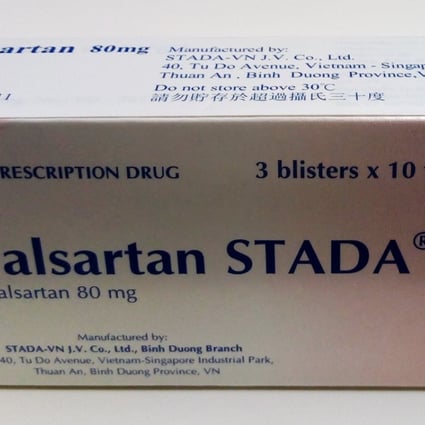 sartan 80mg
Manufactured by:
STADA-VN J.V. Co., Ltd.
40, Tu Do Avenue, Vietnam - Singap
Thuan An , Binh Duong Province,V
Do not store above 30℃
請勿貯存於超過攝氏三十度
RESCRIPTION DRUG
3 blisters x 10
alsartan STADA®
alsartan 80 mg
Manufactured by:
STADA-VN J.V. Co., Ltd., Binh Duong Branch
40, Tu Do Avenue, Vietnam-Singapore Industrial Park,
Thuan An, Binh Duong Province, VN